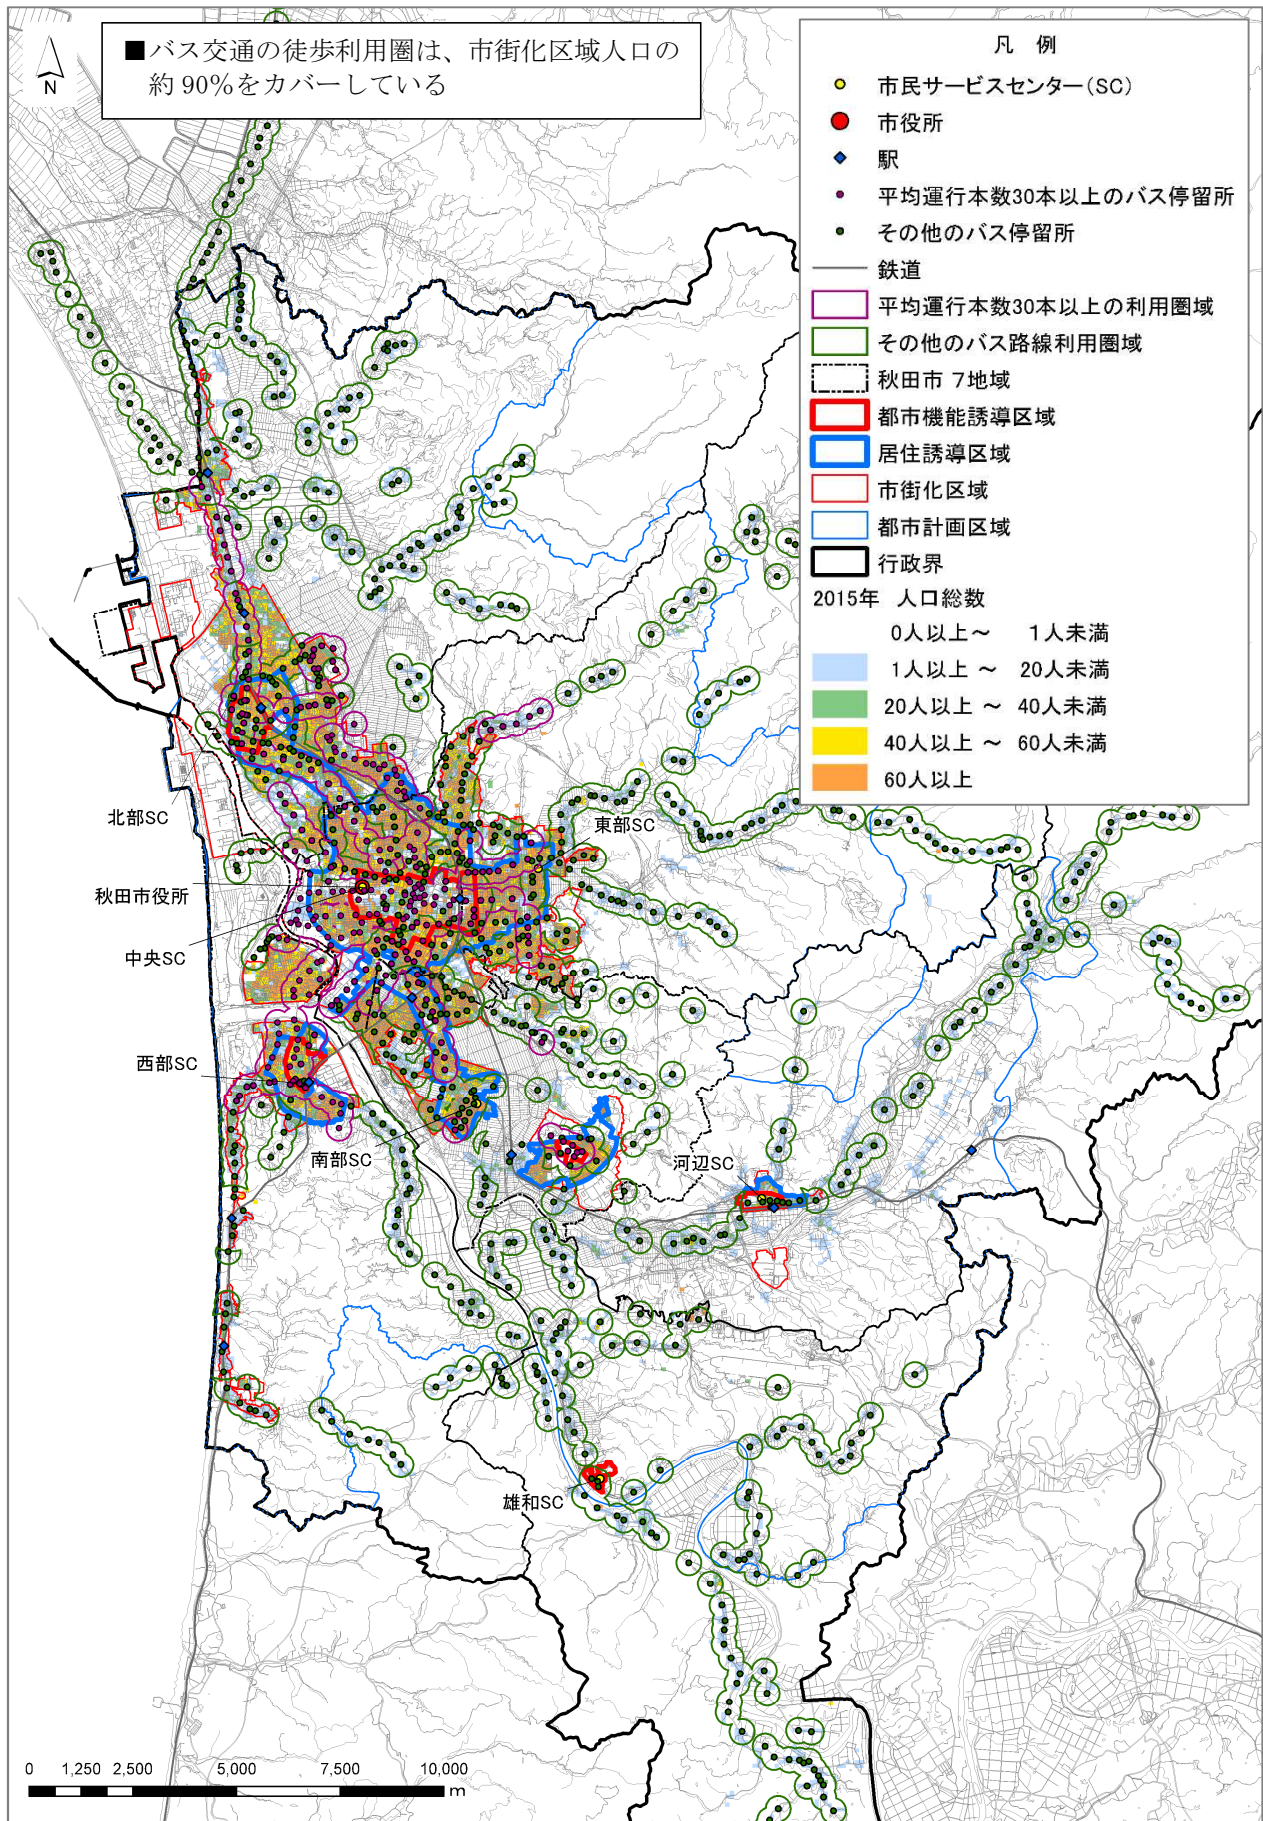 ■バス交通の徒歩利用圏は、市街化区域人口の
約90%をカバーしている
N
凡 例
市民サービスセンター(SC)
市役所
駅
平均運行本数30本以上のバス停留所
その他のバス停留所
鉄道
平均運行本数30本以上の利用圏域
その他のバス路線利用圏域
秋田市 7地域
都市機能誘導区域
居住誘導区域
市街化区域
都市計画区域
行政界
2015年 人口総数
0人以上~ 1人未満
1人以上 ~ 20人未満
20人以上 ~ 40人未満
40人以上 ~ 60人未満
60人以上
北部SC
東部SC
秋田市役所
中央SC
西部SC
南部SC
河辺SC
雄和SC
0 1,250 2,500 5,000 7,500 10,000
m